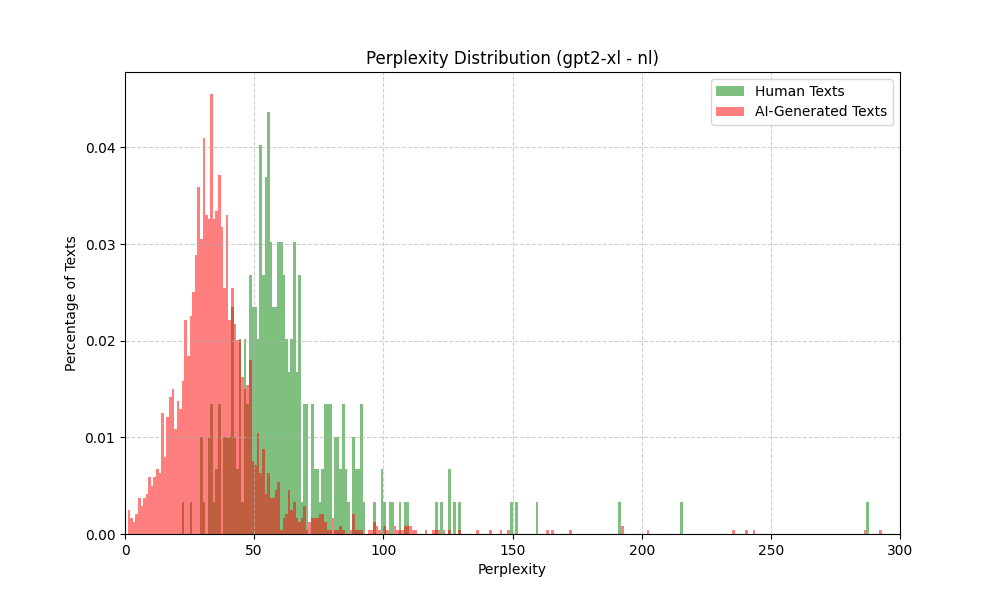 Perplexity Distribution (gpt2-xl - nl)
Human Texts
AI-Generated Texts
Percentage of Texts
0.04
0.03
0.02
0.01
0.00
0 50 100 150 200 250 300
Perplexity